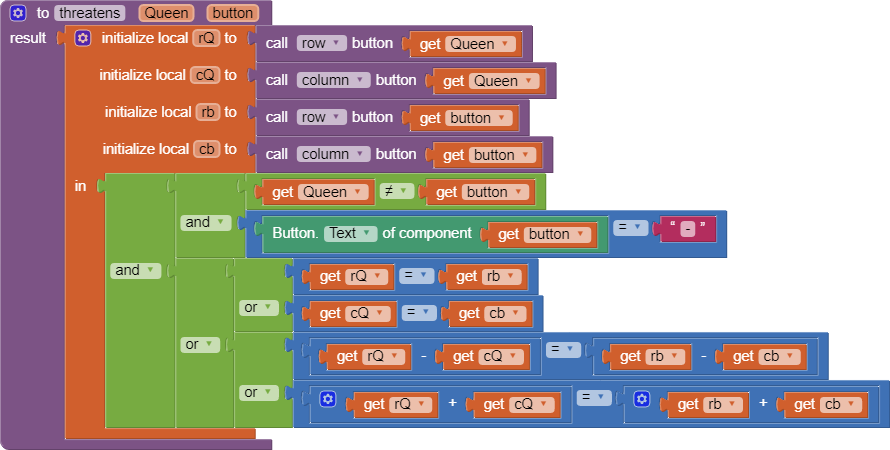 to threatens Queen button
result initialize local rQ to call row button get Queen
initialize local cQ to call column button get Queen
initialize local rb to call row button get button
initialize local cb to call column button get button
in get Queen ≠ get button
and Button. Text of component get button = " - "
and
get rQ = get rb
or get cQ = get cb
or
get rQ - get cQ = get rb - get cb
or get rQ + get cQ = get rb + get cb